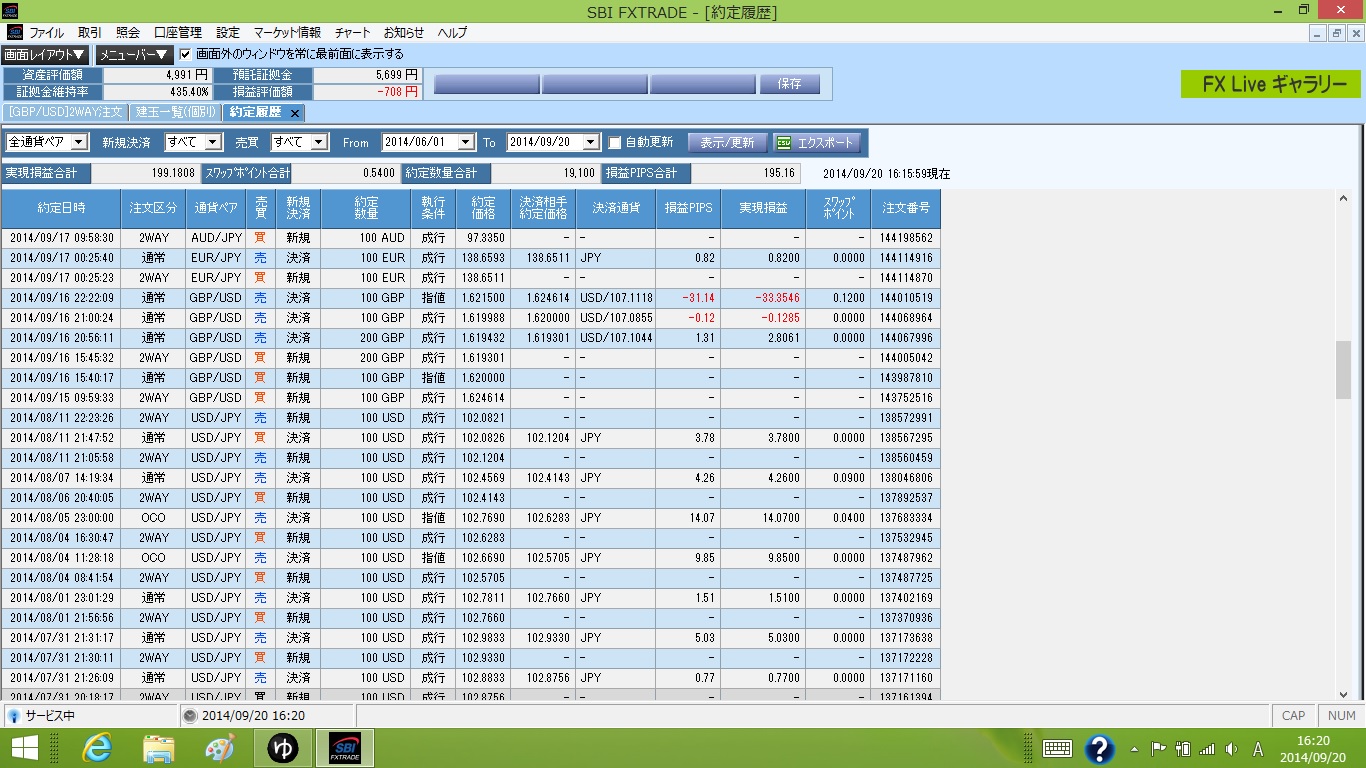 SBI FXTRADE - [約定履歴]
ファイル 取引 照会 口座管理 設定 マーケット情報 チャート お知らせ ヘルプ
画面レイアウト▼ メニューバー▼ 画面外のウィンドウを常に最前面に表示する
資産評価額 4,991 円 預託証拠金 5,699 円
証拠金維持率 435.40% 損益評価額 -708 円 保存
FX Live ギャラリー
[GBP/USD]2WAY注文 建玉一覧(個別) 約定履歴 ×
全通貨ペア 新規決済 すべて 売買 すべて From 2014/06/01 To 2014/09/20 自動更新 表示/更新 CSV エクスポート
実現損益合計 199.1808 スワップポイント合計 0.5400 約定数量合計 19,100 損益PIPS合計 195.16 2014/09/20 16:15:59現在
約定日時 注文区分 通貨ペア 売買 新規決済 約定数量 執行条件 約定価格 決済相手約定価格 決済通貨 損益PIPS 実現損益 スワップポイント 注文番号
2014/09/17 09:58:30 2WAY AUD/JPY 買 新規 100 AUD 成行 97.3350 - - - - - 144198562
2014/09/17 00:25:40 通常 EUR/JPY 売 決済 100 EUR 成行 138.6593 138.6511 JPY 0.82 0.8200 0.0000 144114916
2014/09/17 00:25:23 2WAY EUR/JPY 買 新規 100 EUR 成行 138.6511 - - - - - 144114870
2014/09/16 22:22:09 通常 GBP/USD 売 決済 100 GBP 指値 1.621500 1.624614 USD/107.1118 -31.14 -33.3546 0.1200 144010519
2014/09/16 21:00:24 通常 GBP/USD 売 決済 100 GBP 成行 1.619988 1.620000 USD/107.0855 -0.12 -0.1285 0.0000 144068964
2014/09/16 20:56:11 通常 GBP/USD 売 決済 200 GBP 成行 1.619432 1.619301 USD/107.1044 1.31 2.8061 0.0000 144067996
2014/09/16 15:45:32 2WAY GBP/USD 買 新規 200 GBP 成行 1.619301 - - - - - 144005042
2014/09/16 15:40:17 通常 GBP/USD 買 新規 100 GBP 指値 1.620000 - - - - - 143987810
2014/09/15 09:59:33 2WAY GBP/USD 買 新規 100 GBP 成行 1.624614 - - - - - 143752516
2014/08/11 22:23:26 2WAY USD/JPY 売 新規 100 USD 成行 102.0821 - - - - - 138572991
2014/08/11 21:47:52 通常 USD/JPY 買 決済 100 USD 成行 102.0826 102.1204 JPY 3.78 3.7800 0.0000 138567295
2014/08/11 21:05:58 2WAY USD/JPY 売 新規 100 USD 成行 102.1204 - - - - - 138560459
2014/08/07 14:19:34 通常 USD/JPY 売 決済 100 USD 成行 102.4569 102.4143 JPY 4.26 4.2600 0.0900 138046806
2014/08/06 20:40:05 2WAY USD/JPY 買 新規 100 USD 成行 102.4143 - - - - - 137892537
2014/08/05 23:00:00 OCO USD/JPY 売 決済 100 USD 指値 102.7690 102.6283 JPY 14.07 14.0700 0.0400 137683334
2014/08/04 16:30:47 2WAY USD/JPY 買 新規 100 USD 成行 102.6283 - - - - - 137532945
2014/08/04 11:28:18 OCO USD/JPY 売 決済 100 USD 指値 102.6690 102.5705 JPY 9.85 9.8500 0.0000 137487962
2014/08/04 08:41:54 2WAY USD/JPY 買 新規 100 USD 成行 102.5705 - - - - - 137487725
2014/08/01 23:01:29 通常 USD/JPY 売 決済 100 USD 成行 102.7811 102.7660 JPY 1.51 1.5100 0.0000 137402169
2014/08/01 21:56:56 2WAY USD/JPY 買 新規 100 USD 成行 102.7660 - - - - - 137370936
2014/07/31 21:31:17 通常 USD/JPY 売 決済 100 USD 成行 102.9833 102.9330 JPY 5.03 5.0300 0.0000 137173638
2014/07/31 21:30:11 2WAY USD/JPY 買 新規 100 USD 成行 102.9330 - - - - - 137172228
2014/07/31 21:26:09 通常 USD/JPY 売 決済 100 USD 成行 102.8833 102.8756 JPY 0.77 0.7700 0.0000 137171160
2014/07/31 20:18:17 2WAY USD/JPY 買 新規 100 USD 成行 102.8756 - - - - - 137161394
サービス中 2014/09/20 16:20 CAP NUM
ゆ SBI FXTRADE A 16:20
2014/09/20